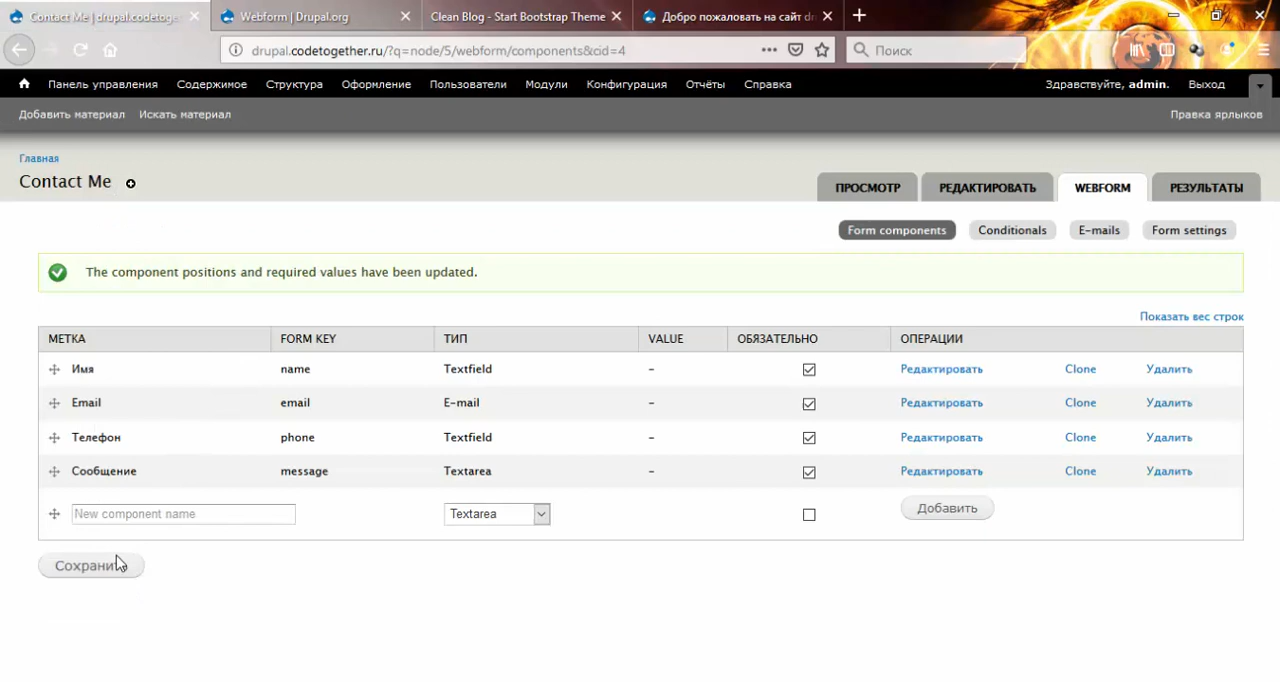 Contact Me | drupal.codetoge
Webform | Drupal.org
Clean Blog - Start Bootstrap Theme
Добро пожаловать на сайт dr
drupal.codetogether.ru/?q=node/5/webform/components&cid=4
Поиск
Панель управления Содержимое Структура Оформление Пользователи Модули Конфигурация Отчёты Справка Здравствуйте, admin. Выход
Добавить материал Искать материал Правка ярлыков
Главная
Contact Me
ПРОСМОТР РЕДАКТИРОВАТЬ WEBFORM РЕЗУЛЬТАТЫ
Form components Conditionals E-mails Form settings
The component positions and required values have been updated.
Показать вес строк
МЕТКА FORM KEY ТИП VALUE ОБЯЗАТЕЛЬНО ОПЕРАЦИИ
Имя name Textfield – Редактировать Clone Удалить
Email email E-mail – Редактировать Clone Удалить
Телефон phone Textfield – Редактировать Clone Удалить
Сообщение message Textarea – Редактировать Clone Удалить
New component name Textarea Добавить
Сохранить